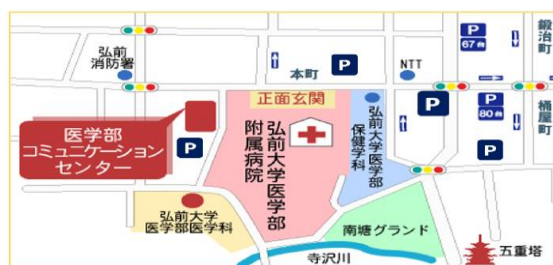 弘前
消防署
本町
NTT
P
P
67台
鍛治町
桶屋町
P
P
80台
P
正面玄関
医学部
コミュニケーション
センター
P
弘前大学医学部
附属病院
弘前大学医学部
保健学科
弘前大学
医学部医学科
南塘グランド
寺沢川
五重塔